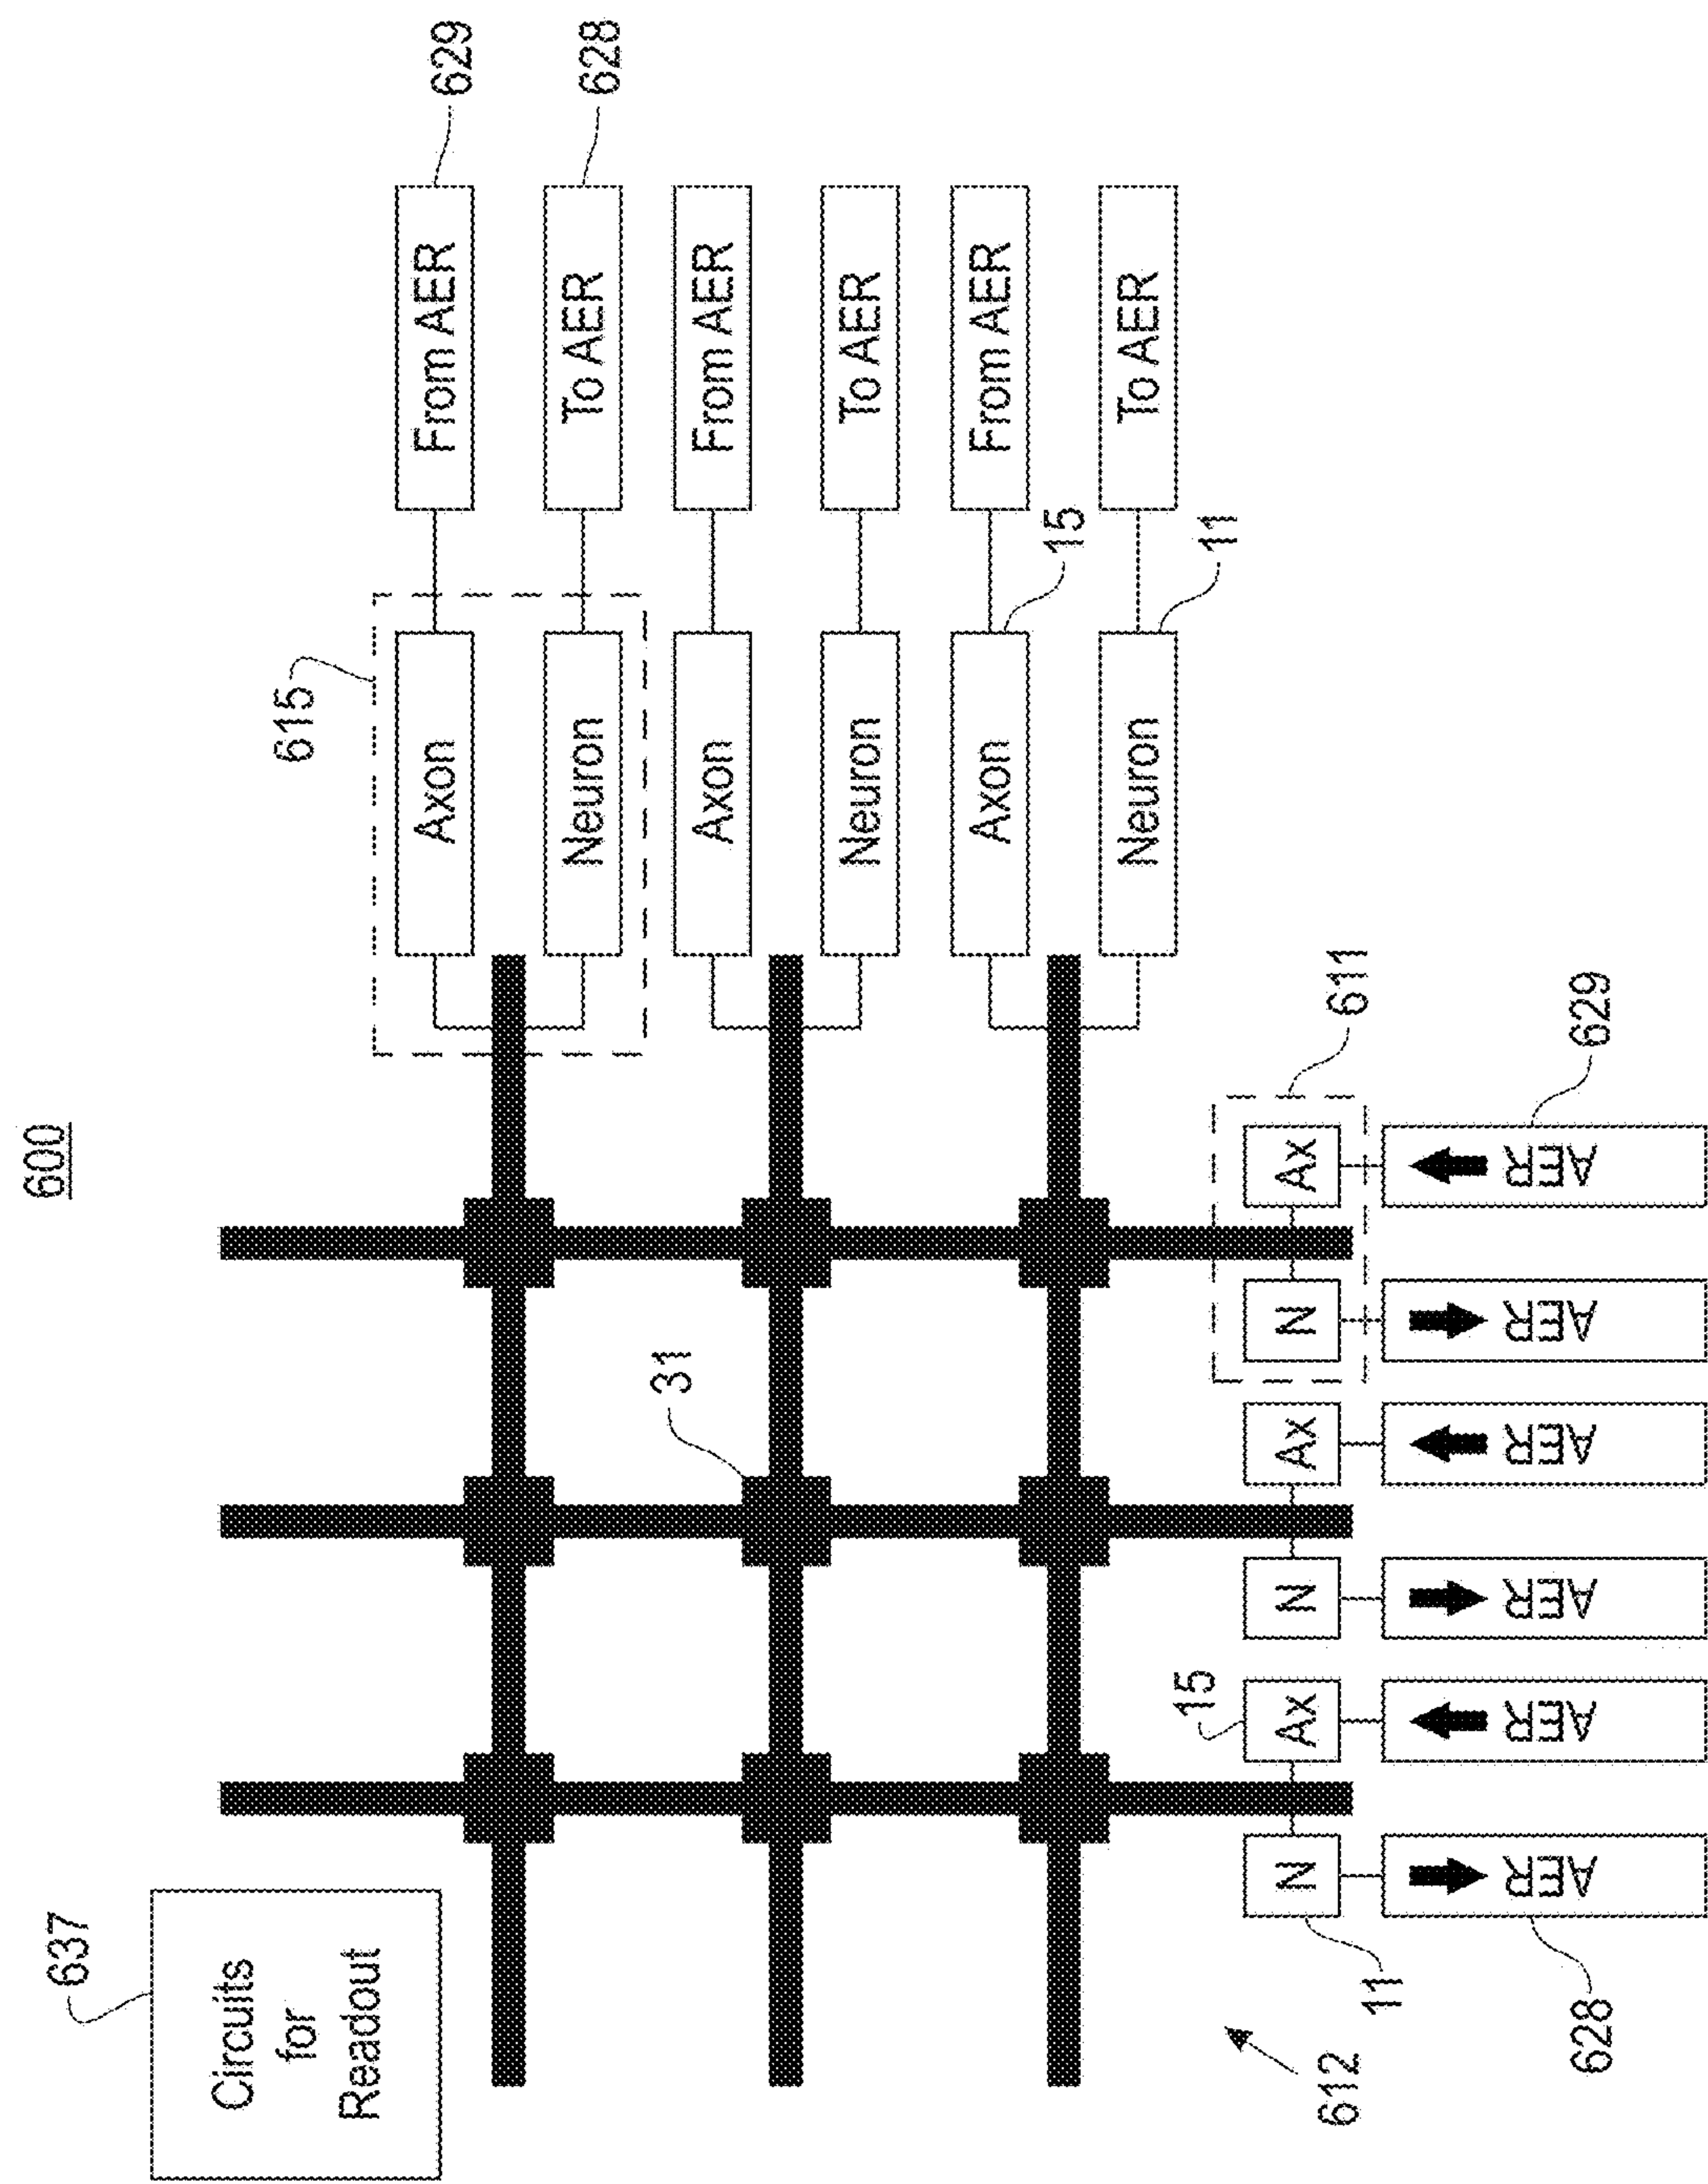 600
637
Circuits
for
Readout
615
629
Axon
From AER
628
Neuron
To AER
31
Axon
From AER
Neuron
To AER
15
Axon
From AER
11
Neuron
To AER
15
611
N
Ax
N
Ax
N
Ax
612
11
AER
AER
AER
AER
AER
AER
628
629